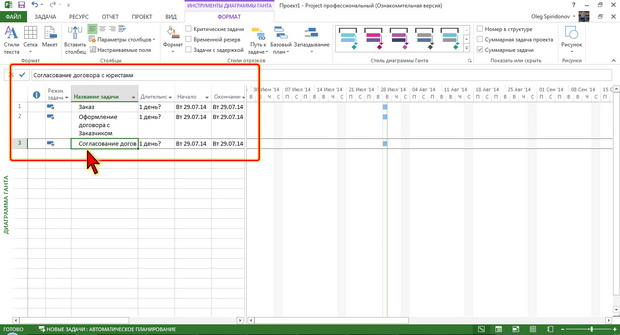 ИНСТРУМЕНТЫ ДИАГРАММЫ ГАНТА
Проект1 - Project профессиональный (Ознакомительная версия)
ФАЙЛ ЗАДАЧА РЕСУРС ОТЧЕТ ПРОЕКТ ВИД ФОРМАТ
Oleg Spiridonov
Стили текста
Сетка
Макет
Вставить столбец
Параметры столбцов
Настраиваемые поля
Столбцы
Формат
Критические задачи
Временной резерв
Задачи с задержкой
Путь к задаче
Базовый план
Запаздывание
Стили отрезков
Стиль диаграммы Ганта
Номер в структуре
Суммарная задача проекта
Суммарные задачи
Показать или скрыть
Рисунок
Рисунки
Согласование договора с юристами
Режим задачи
Название задачи
Длительнос
Начало
Окончани
30 Июн '14 07 Июл '14 14 Июл '14 21 Июл '14 28 Июл '14 04 Авг '14 11 Авг '14 18 Авг '14 25 Авг '14 01 Сен '14 08 Сен '14
1 Заказ 1 день? Вт 29.07.14 Вт 29.07.14
2 Оформление договора с Заказчиком 1 день? Вт 29.07.14 Вт 29.07.14
3 Согласование догов 1 день? Вт 29.07.14 Вт 29.07.14
ДИАГРАММА ГАНТА
ГОТОВО
НОВЫЕ ЗАДАЧИ : АВТОМАТИЧЕСКОЕ ПЛАНИРОВАНИЕ